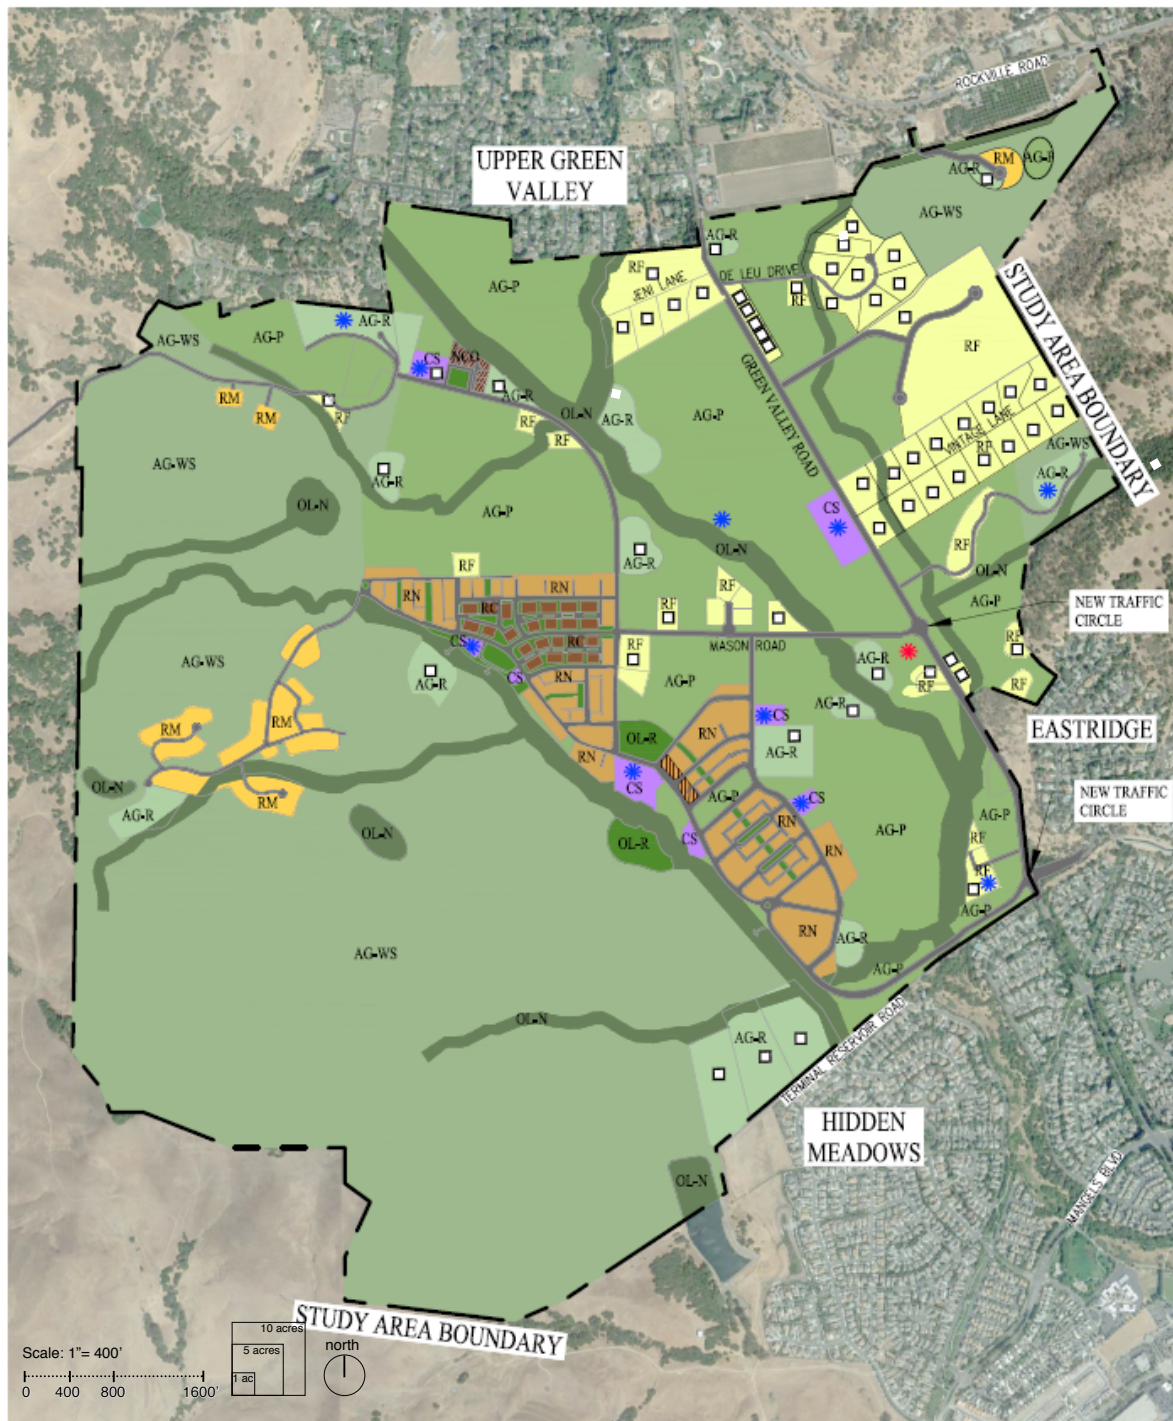 ROCKVILLE ROAD
UPPER GREEN
VALLEY
AG-R
RM
AG-P
AG-WS
AG-R
RF
JENI LANE
DE LEU DRIVE
RF
AG-P
STUDY AREA BOUNDARY
AG-WS
AG-P
AG-R
CS
NCO
AG-R
RF
RM
RM
RF
RF
OL-N
AG-R
AG-P
GREEN VALLEY ROAD
RF
VINTAGE LANE
RF
AG-WS
AG-R
AG-WS
AG-R
OL-N
AG-P
CS
OL-N
AG-R
RF
OL-N
AG-P
RF
RN
RN
RF
RF
NEW TRAFFIC
CIRCLE
RC
RC
CS
MASON ROAD
RF
RF
AG-WS
AG-R
CS
RN
AG-P
AG-R
RF
RF
AG-R
EASTRIDGE
RM
RM
RN
OL-R
RN
CS
AG-R
OL-N
RM
CS
AG-P
CS
NEW TRAFFIC
CIRCLE
AG-R
OL-N
OL-R
CS
RN
RN
AG-P
AG-P
RF
RF
AG-P
AG-WS
RN
AG-R
AG-P
OL-N
AG-R
TERMINAL RESERVOIR ROAD
HIDDEN
MEADOWS
OL-N
MANGELS BLVD
STUDY AREA BOUNDARY
10 acres
5 acres
1 ac
north
Scale: 1"= 400'
0 400 800 1600'